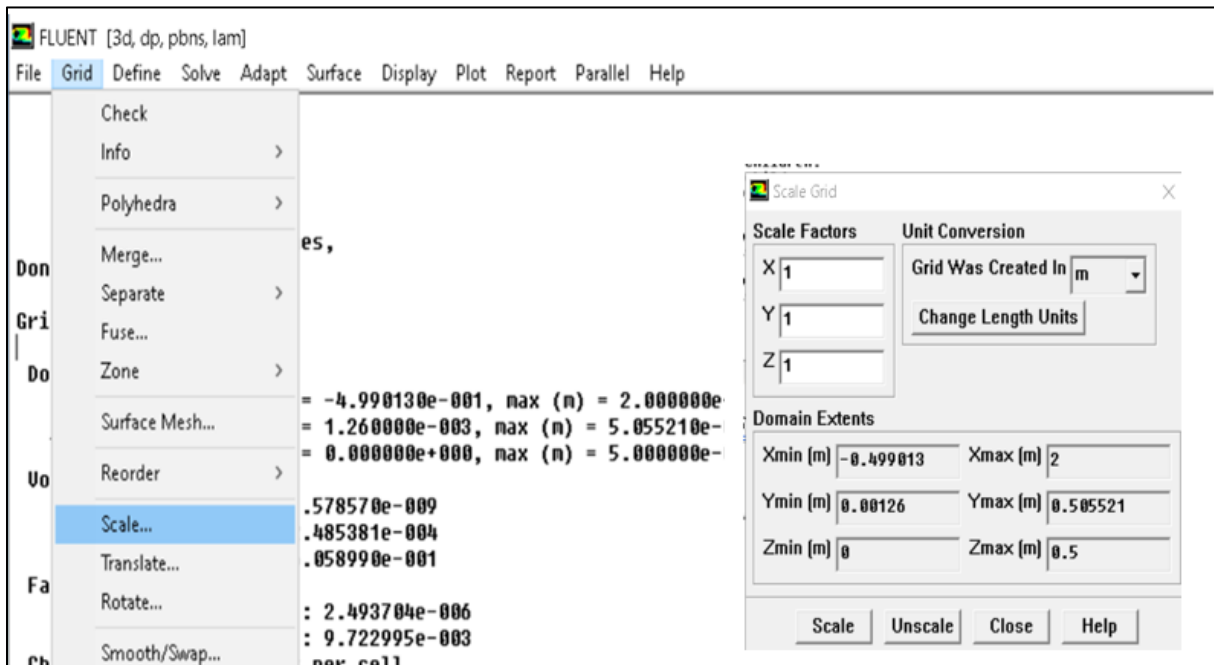 FLUENT [3d, dp, pbns, lam]
File Grid Define Solve Adapt Surface Display Plot Report Parallel Help
Check
Info
Polyhedra
Merge...
Separate
Fuse...
Zone
Surface Mesh...
Reorder
Scale...
Translate...
Rotate...
Smooth/Swap...
es,
Don
Gri
Do
= -4.990130e-001, max (m) = 2.000000e-
= 1.260000e-003, max (m) = 5.055210e-
= 0.000000e+000, max (m) = 5.000000e-
Vo
.578570e-009
.485381e-004
.058990e-001
Fa
: 2.493704e-006
: 9.722995e-003
Ch
per cell
Scale Grid
Scale Factors
X 1
Y 1
Z 1
Unit Conversion
Grid Was Created In m
Change Length Units
Domain Extents
Xmin (m) -0.499013 Xmax (m) 2
Ymin (m) 0.00126 Ymax (m) 0.505521
Zmin (m) 0 Zmax (m) 0.5
Scale Unscale Close Help